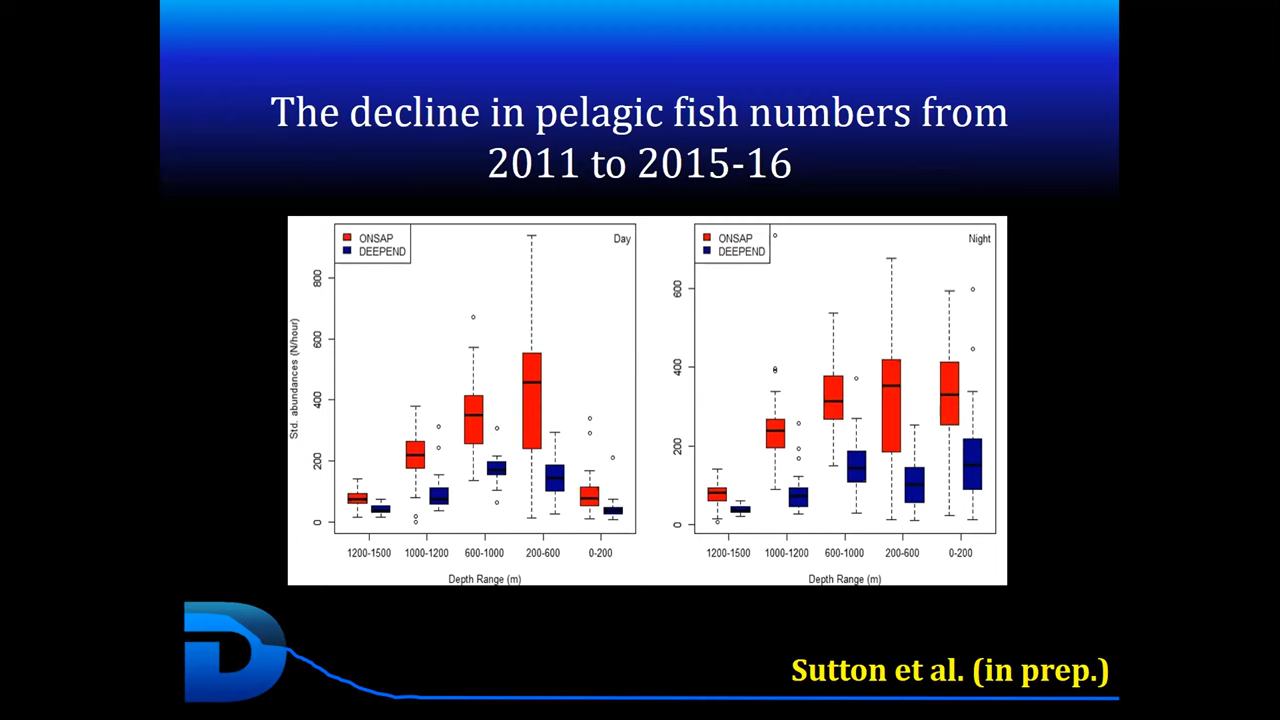 The decline in pelagic fish numbers from
2011 to 2015-16
ONSAP
DEEPEND
Day
Std. abundances (N/hour)
800
600
400
200
0
1200-1500 1000-1200 600-1000 200-600 0-200
Depth Range (m)
ONSAP
DEEPEND
Night
600
400
200
0
1200-1500 1000-1200 600-1000 200-600 0-200
Depth Range (m)
D
Sutton et al. (in prep.)